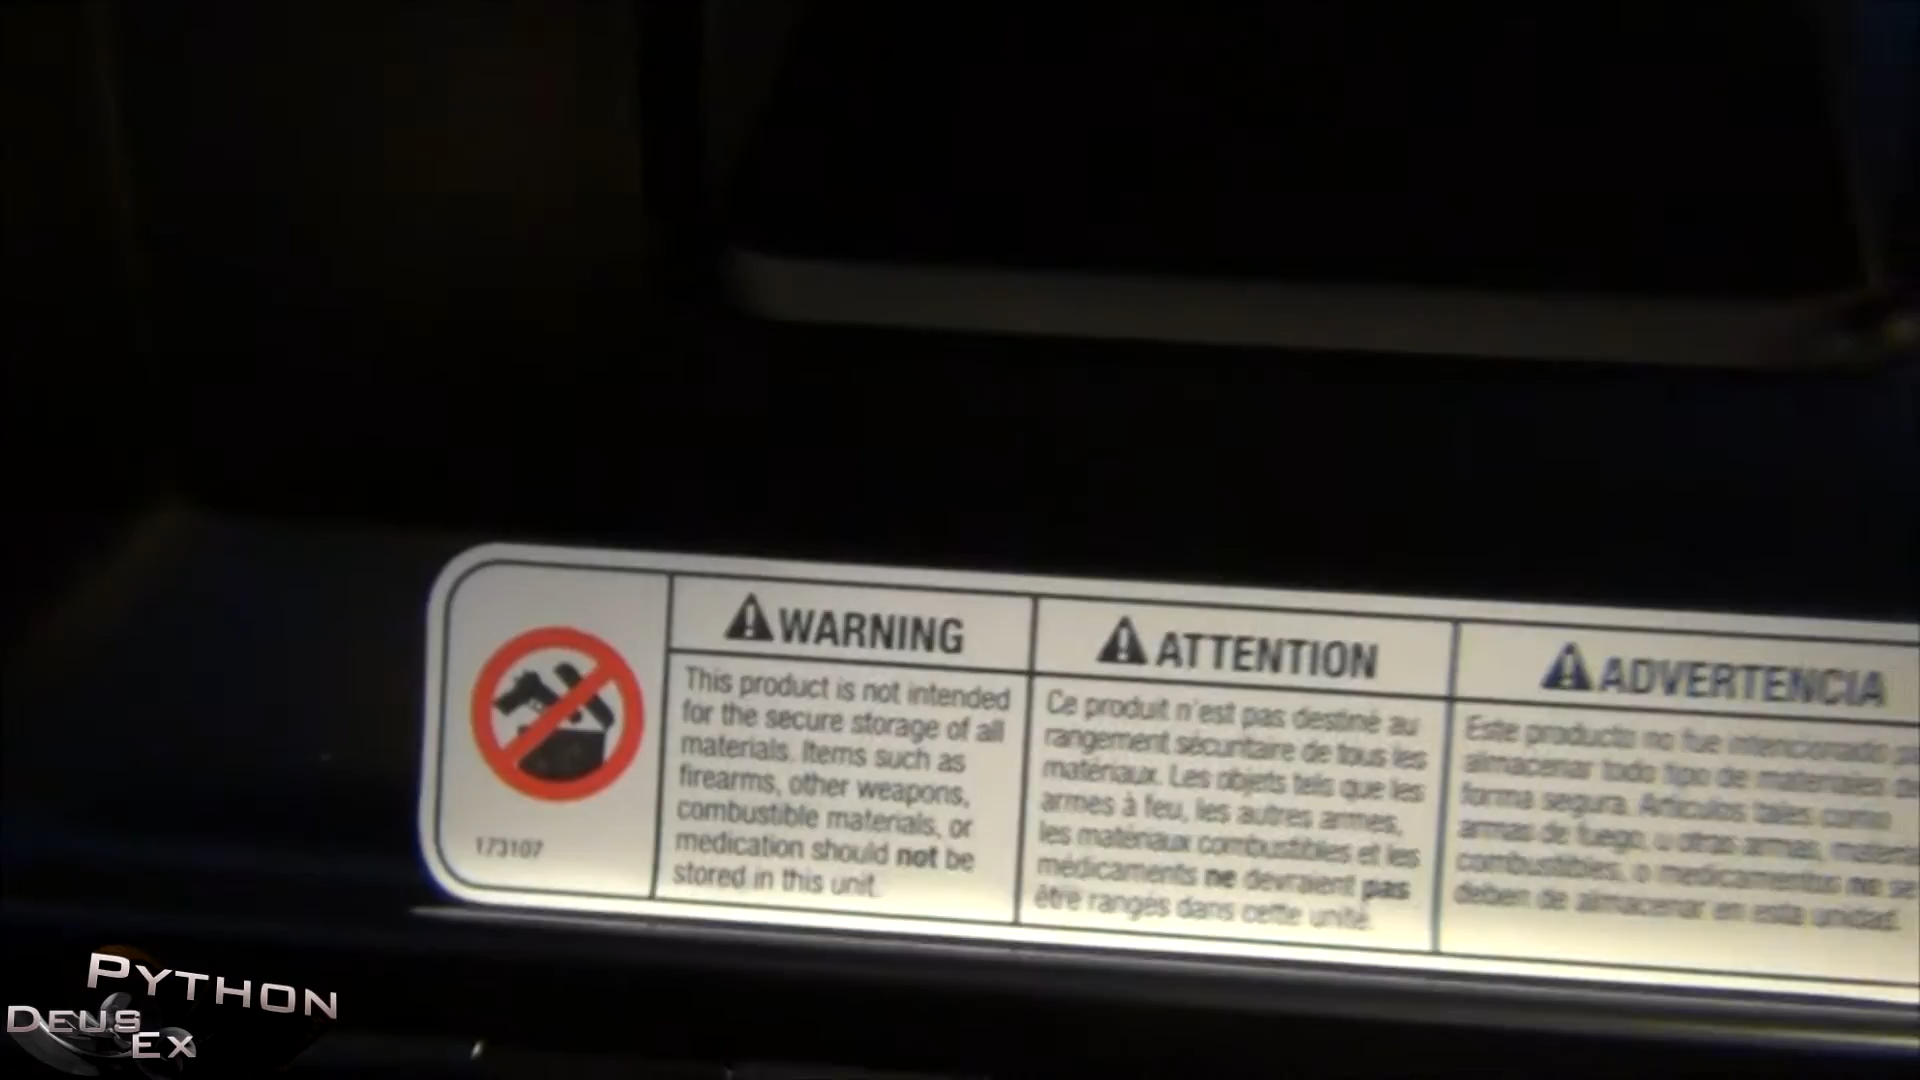 WARNING
This product is not intended
for the secure storage of all
materials. Items such as
firearms, other weapons,
combustible materials, or
medication should not be
stored in this unit.
ATTENTION
Ce produit n'est pas destiné au
rangement sécuritaire de tous les
matériaux. Les objets tels que les
armes à feu, les autres armes,
les matériaux combustibles et les
médicaments ne devraient pas
être rangés dans cette unité.
ADVERTENCIA
Este producto no fue intencionado
almacenar todo tipo de materiales
forma segura. Artículos tales como
armas de fuego, u otras armas,
combustibles, o medicamentos no se
deben de almacenar en esta unidad.
173107
PYTHON
DEUS
EX